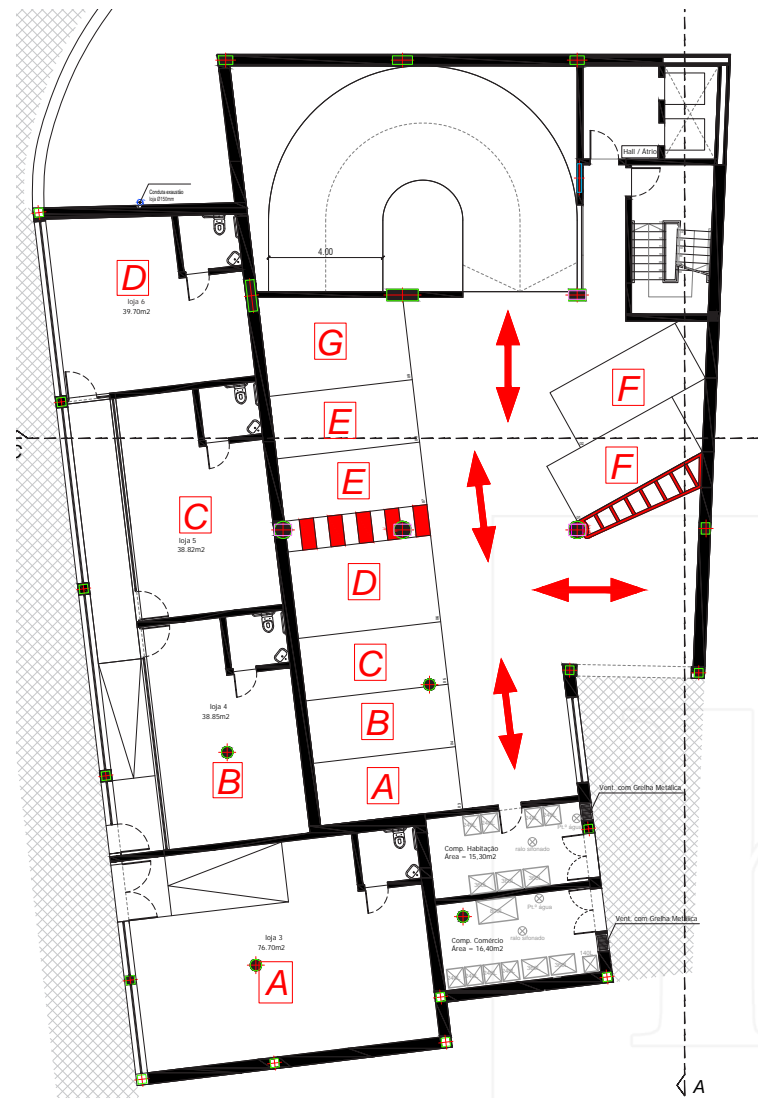 Hall / Átrio
Conduta exaustão
loja Ø150mm
4.00
D
loja 6
39.70m2
G
F
E
F
E
C
loja 5
38.82m2
D
C
loja 4
38.85m2
B
B
A
Vent. com Grelha Metálica
Pt.º água
Comp. Habitação
Área = 15,30m2
ralo sifonado
Pt.º água
Vent. com Grelha Metálica
loja 3
76.70m2
Comp. Comércio
Área = 16,40m2
ralo sifonado
140L
A
A